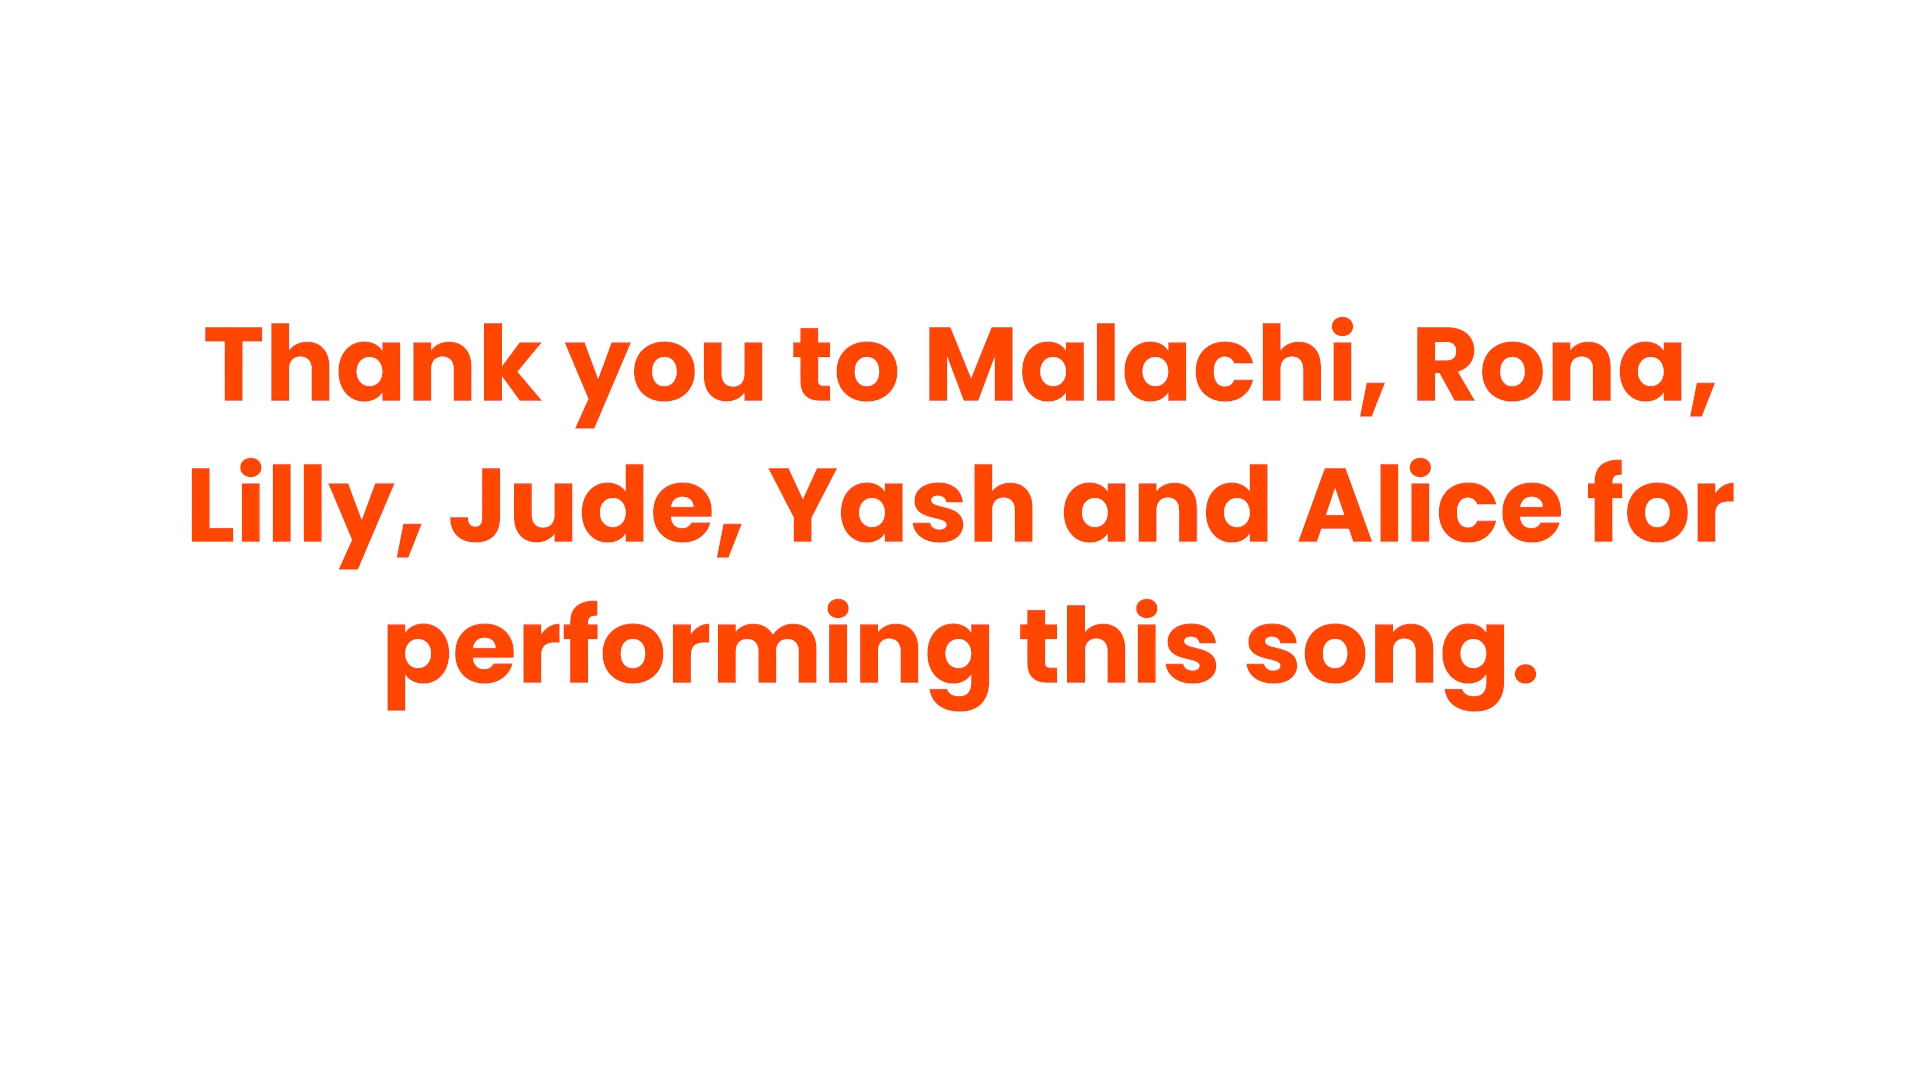 Thank you to Malachi, Rona,
Lilly, Jude, Yash and Alice for
performing this song.